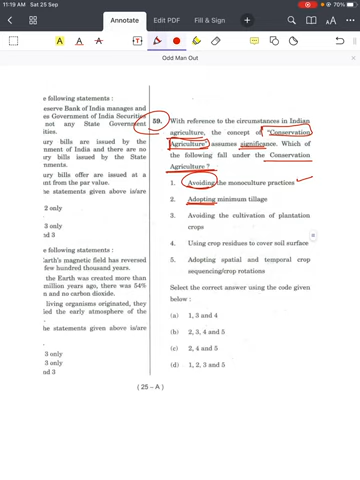 11:19 AM Sat 25 Sep
Annotate
Edit PDF
Fill & Sign
Odd Man Out
e following statements :
eserve Bank of India manages and
es Government of India Securities
not any State Government
ities.
ury bills are issued by the
nment of India and there are no
ry bills issued by the State
nments.
ury bills offer are issued at a
nt from the par value.
he statements given above is/are
2 only
3 only
nd 3
e following statements :
Earth's magnetic field has reversed
few hundred thousand years.
the Earth was created more than
million years ago, there was 54%
n and no carbon dioxide.
living organisms originated, they
fied the early atmosphere of the
he statements given above is/are
3 only
3 only
nd 3
59. With reference to the circumstances in Indian
agriculture, the concept of "Conservation
Agriculture" assumes significance. Which of
the following fall under the Conservation
Agriculture ?
1. Avoiding the monoculture practices
2. Adopting minimum tillage
3. Avoiding the cultivation of plantation
crops
4. Using crop residues to cover soil surface
5. Adopting spatial and temporal crop
sequencing/crop rotations
Select the correct answer using the code given
below :
(a) 1, 3 and 4
(b) 2, 3, 4 and 5
(c) 2, 4 and 5
(d) 1, 2, 3 and 5
( 25 – A )